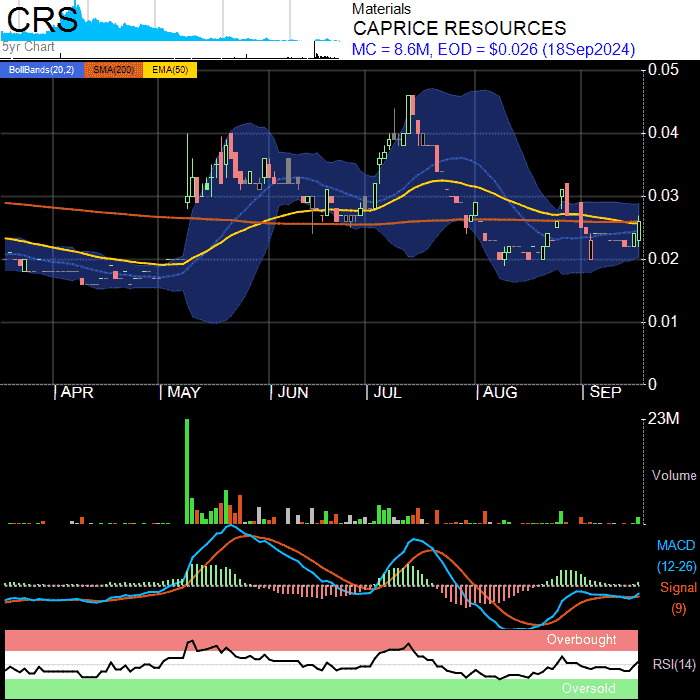 CRS
5yr Chart
Materials
CAPRICE RESOURCES
MC = 8.6M, EOD = $0.026 (18Sep2024)
BollBands(20,2) SMA(200) EMA(50)
0.05
0.04
0.03
0.02
0.01
0
APR MAY JUN JUL AUG SEP
23M
Volume
MACD
(12-26)
Signal
(9)
Overbought
RSI(14)
Oversold